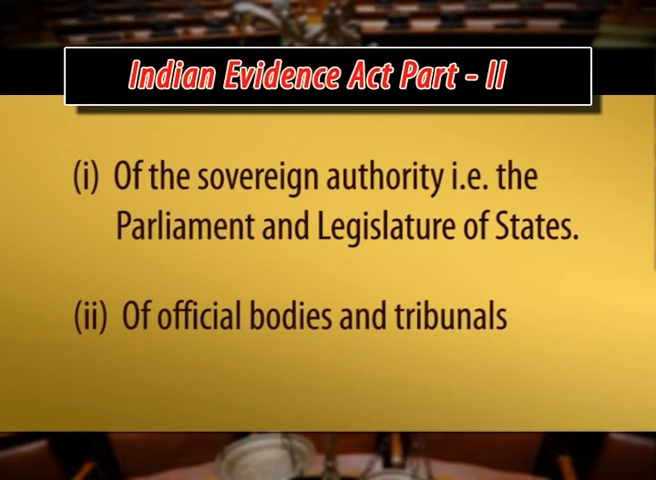 Indian Evidence Act Part - II
(i) Of the sovereign authority i.e. the
Parliament and Legislature of States.
(ii) Of official bodies and tribunals